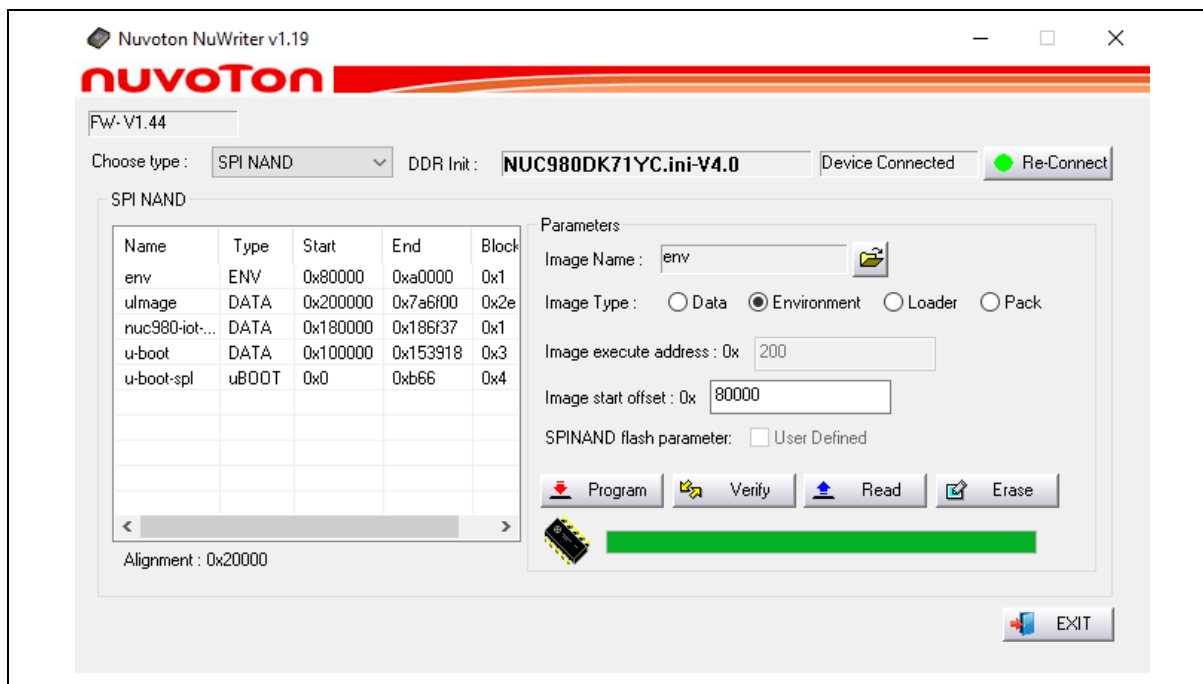 Nuvoton NuWriter v1.19
nuvoTon
FW-V1.44
Choose type : SPI NAND DDR Init : NUC980DK71YC.ini-V4.0 Device Connected Re-Connect
SPI NAND
Name Type Start End Block
env ENV 0x80000 0xa0000 0x1
uImage DATA 0x200000 0x7a6f00 0x2e
nuc980-iot-... DATA 0x180000 0x186f37 0x1
u-boot DATA 0x100000 0x153918 0x3
u-boot-spl uBOOT 0x0 0xb66 0x4
Alignment : 0x20000
Parameters
Image Name : env
Image Type : Data Environment Loader Pack
Image execute address : 0x 200
Image start offset : 0x 80000
SPINAND flash parameter: User Defined
Program Verify Read Erase
EXIT